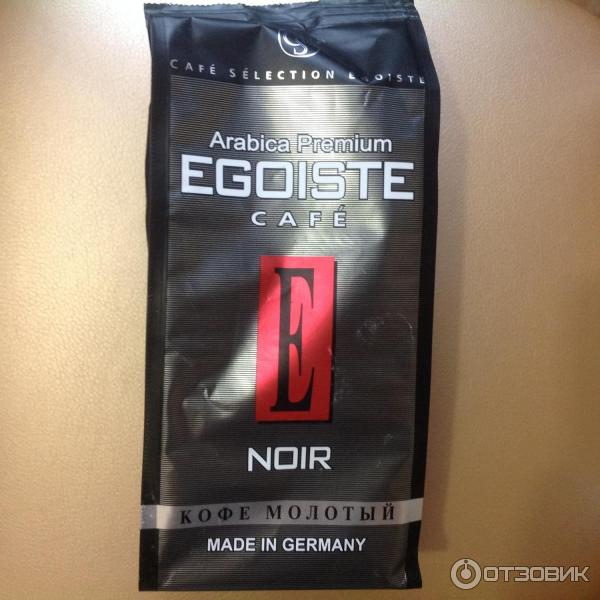 CAFÉ SÉLECTION EGOISTE
Arabica Premium
EGOISTE
CAFÉ
E
NOIR
КОФЕ МОЛОТЫЙ
MADE IN GERMANY
ОТЗОВИК